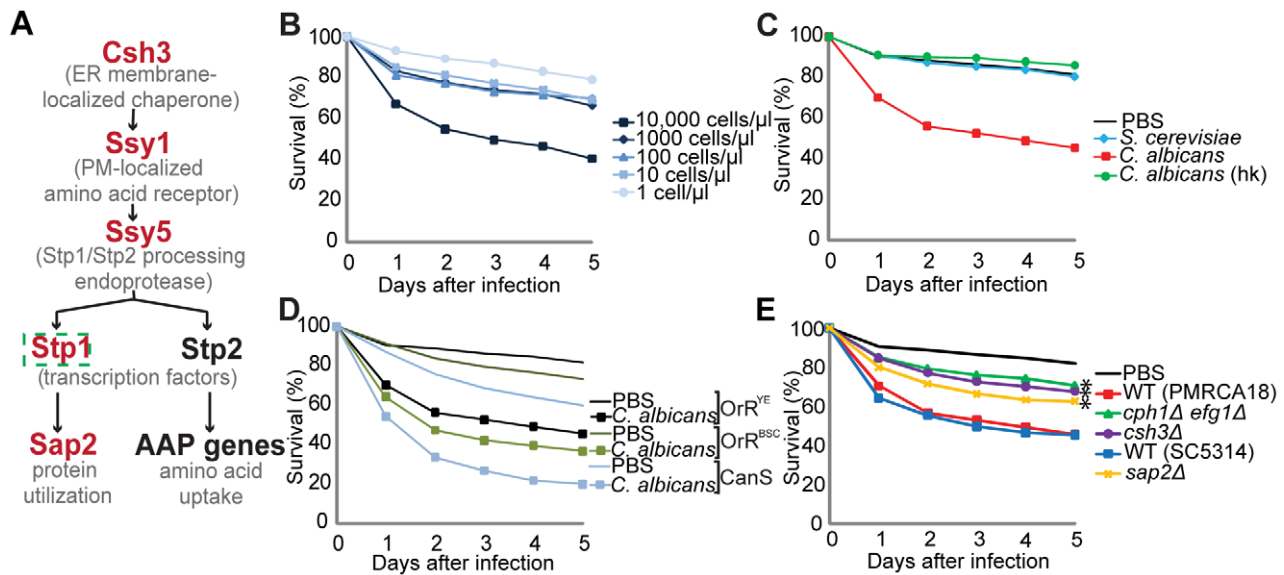 A
Csh3
(ER membrane-
localized chaperone)
Ssy1
(PM-localized
amino acid receptor)
Ssy5
(Stp1/Stp2 processing
endoprotease)
Stp1 Stp2
(transcription factors)
Sap2 AAP genes
protein
utilization
amino acid
uptake
B
Survival (%)
100
80
60
40
20
0
0 1 2 3 4 5
Days after infection
10,000 cells/µl
1000 cells/µl
100 cells/µl
10 cells/µl
1 cell/µl
C
Survival (%)
100
80
60
40
20
0
0 1 2 3 4 5
Days after infection
PBS
S. cerevisiae
C. albicans
C. albicans (hk)
D
Survival (%)
100
80
60
40
20
0
0 1 2 3 4 5
Days after infection
PBS
C. albicans
OrR^YE
PBS
C. albicans
OrR^BSC
PBS
C. albicans
CanS
E
Survival (%)
100
80
60
40
20
0
0 1 2 3 4 5
Days after infection
***
PBS
WT (PMRCA18)
cph1Δ efg1Δ
csh3Δ
WT (SC5314)
sap2Δ